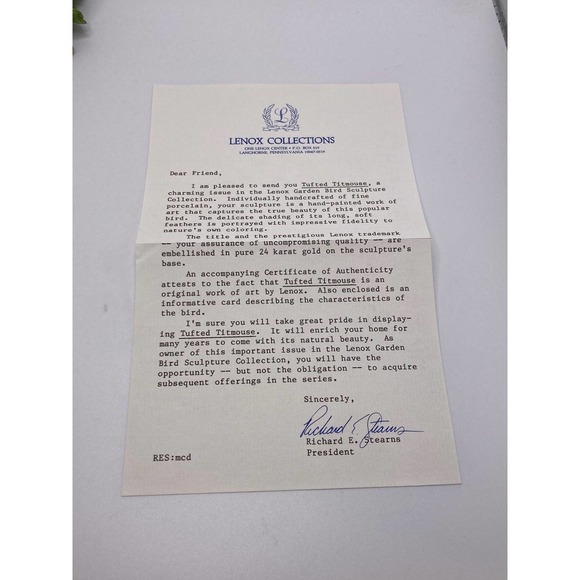 L
LENOX COLLECTIONS
ONE LENOX CENTER • P.O. BOX 519
LANGHORNE, PENNSYLVANIA 19047-0519
Dear Friend,
I am pleased to send you Tufted Titmouse, a
charming issue in the Lenox Garden Bird Sculpture
Collection. Individually handcrafted of fine
porcelain, your sculpture is a hand-painted work of
art that captures the true beauty of this popular
bird. The delicate shading of its long, soft
feathers is portrayed with impressive fidelity to
nature's own coloring.
The title and the prestigious Lenox trademark
-- your assurance of uncompromising quality -- are
embellished in pure 24 karat gold on the sculpture's
base.
An accompanying Certificate of Authenticity
attests to the fact that Tufted Titmouse is an
original work of art by Lenox. Also enclosed is an
informative card describing the characteristics of
the bird.
I'm sure you will take great pride in display-
ing Tufted Titmouse. It will enrich your home for
many years to come with its natural beauty. As
owner of this important issue in the Lenox Garden
Bird Sculpture Collection, you will have the
opportunity -- but not the obligation -- to acquire
subsequent offerings in the series.
Sincerely,
Richard E. Stearns
Richard E. Stearns
President
RES:mcd